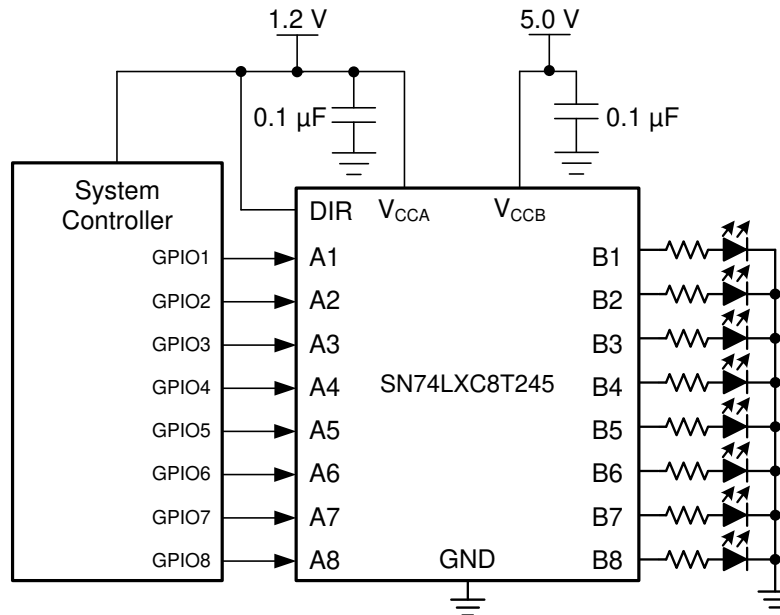 1.2 V
5.0 V
0.1 µF
0.1 µF
System
Controller
DIR
VCCA
VCCB
GPIO1
A1
B1
GPIO2
A2
B2
GPIO3
A3
B3
GPIO4
A4
SN74LXC8T245
B4
GPIO5
A5
B5
GPIO6
A6
B6
GPIO7
A7
B7
GPIO8
A8
GND
B8